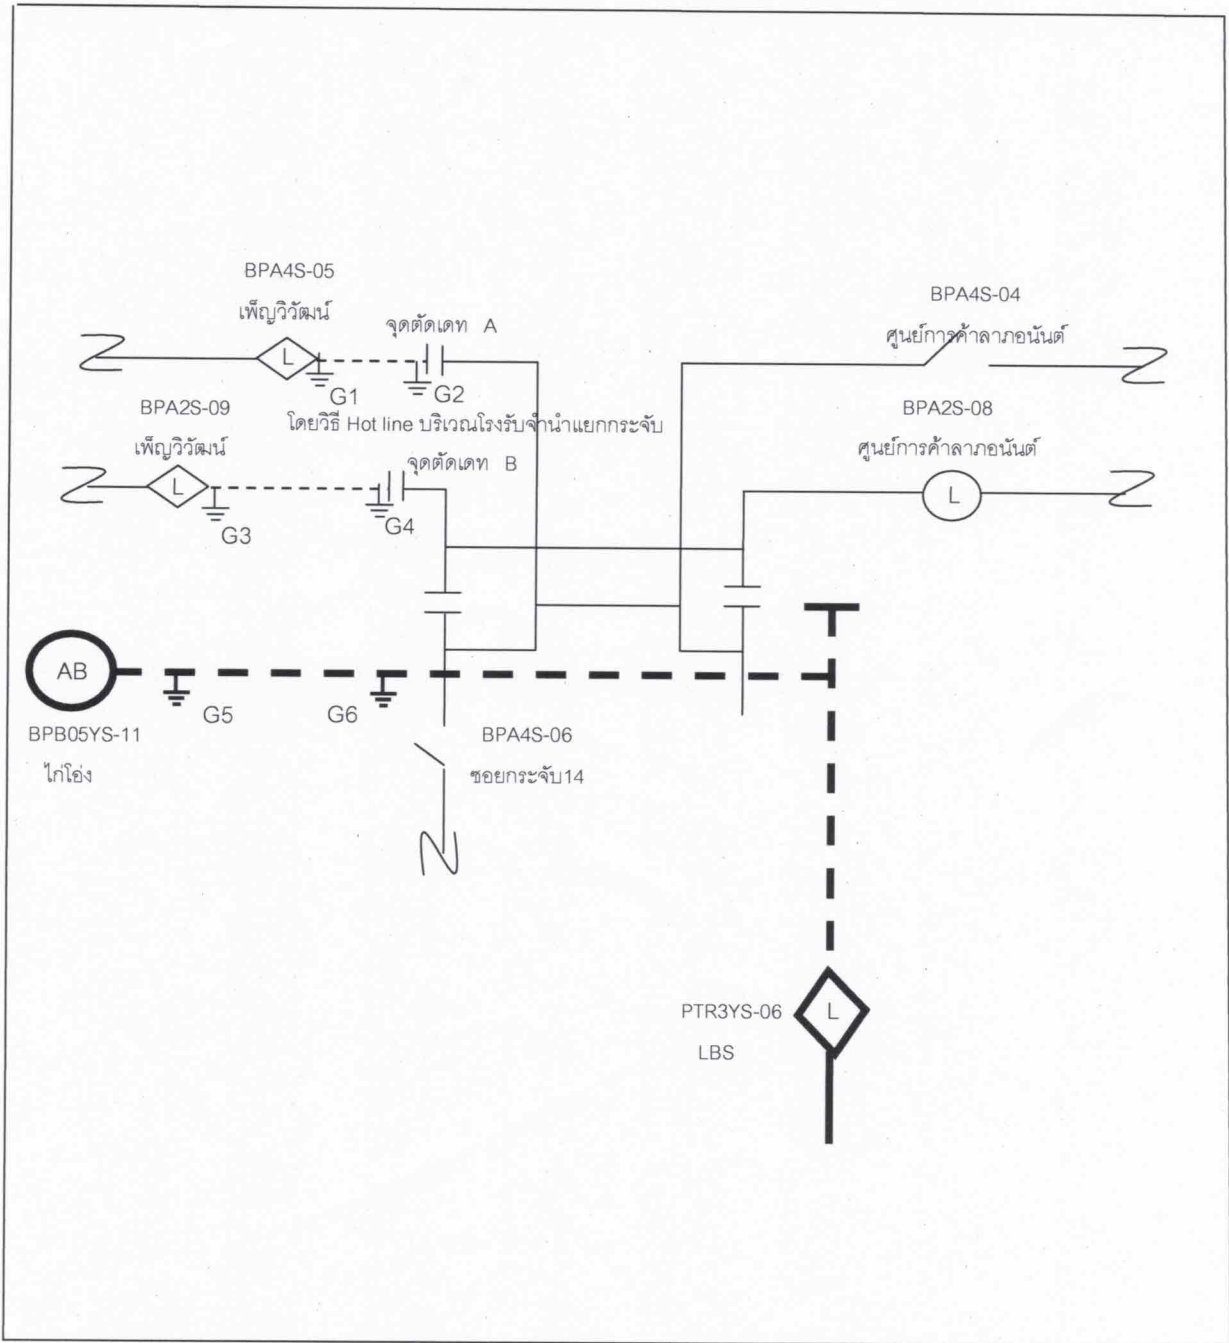 BPA4S-05
เพ็ญวิวัฒน์
จุดตัดเดท A
BPA4S-04
ศูนย์การค้าลาภอนันต์
L
G1
G2
BPA2S-09
เพ็ญวิวัฒน์
โดยวิธี Hot line บริเวณโรงรับจำนำแยกกระจับ
BPA2S-08
ศูนย์การค้าลาภอนันต์
จุดตัดเดท B
L
L
G3
G4
AB
G5
G6
BPB05YS-11
ไก่โอ่ง
BPA4S-06
ซอยกระจับ14
PTR3YS-06
LBS
L